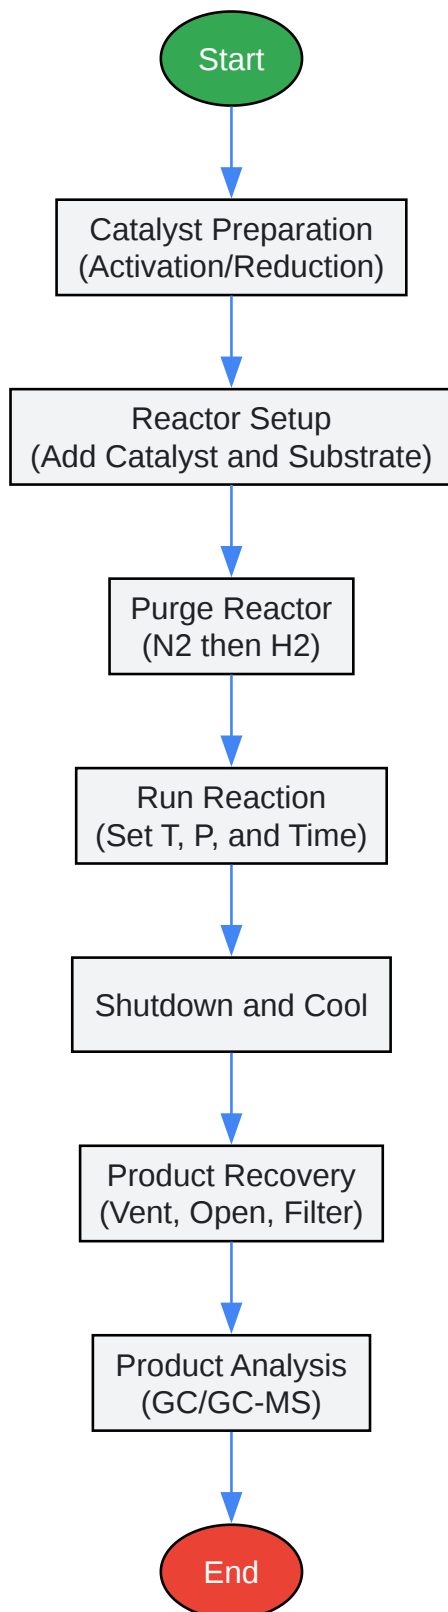 Start
Catalyst Preparation
(Activation/Reduction)
Reactor Setup
(Add Catalyst and Substrate)
Purge Reactor
(N2 then H2)
Run Reaction
(Set T, P, and Time)
Shutdown and Cool
Product Recovery
(Vent, Open, Filter)
Product Analysis
(GC/GC-MS)
End